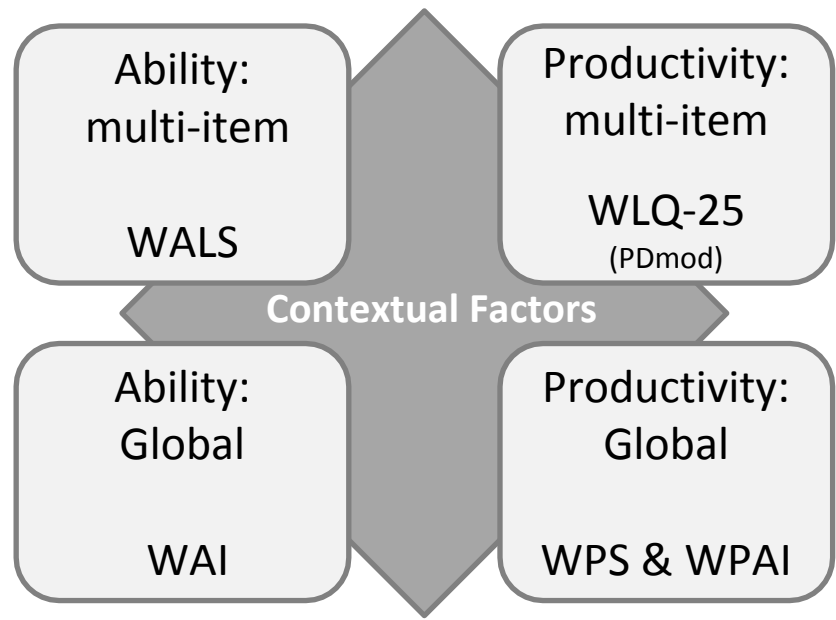 Ability:
multi-item
WALS
Productivity:
multi-item
WLQ-25
(PDmod)
Contextual Factors
Ability:
Global
WAI
Productivity:
Global
WPS & WPAI